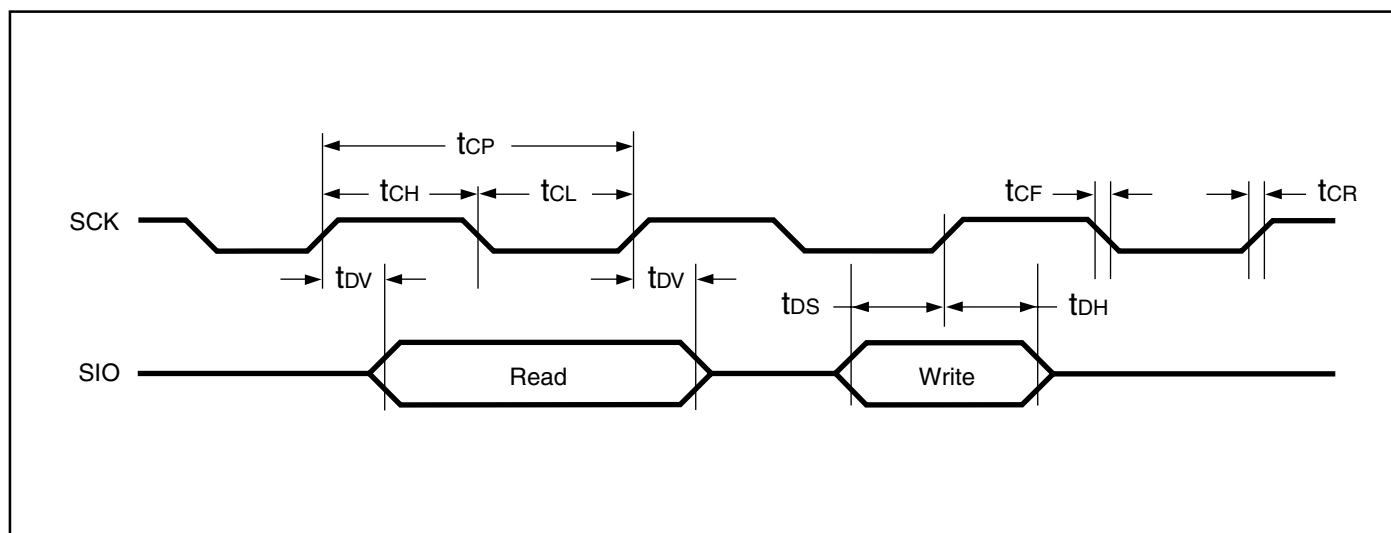 tCP
tCH tCL tCF tCR
SCK
tDV tDV
tDS tDH
SIO Read Write